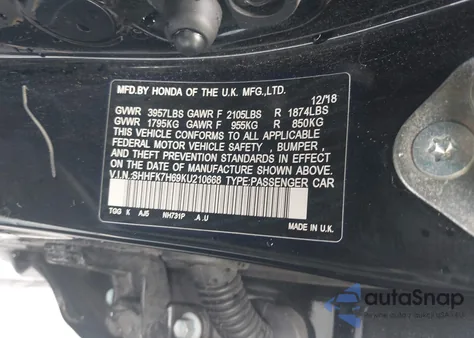 MFD.BY HONDA OF THE U.K. MFG.,LTD.
12/18
GVWR 3957LBS GAWR F 2105LBS R 1874LBS
GVWR 1795KG GAWR F 955KG R 850KG
THIS VEHICLE CONFORMS TO ALL APPLICABLE
FEDERAL MOTOR VEHICLE SAFETY , BUMPER ,
AND THEFT PREVENTION STANDARDS IN EFFECT
ON THE DATE OF MANUFACTURE SHOWN ABOVE.
V.I.N.:SHHFK7H69KU210668 TYPE:PASSENGER CAR
TGG K AJ5 NH731P .A .U
MADE IN U.K.
autoSnap